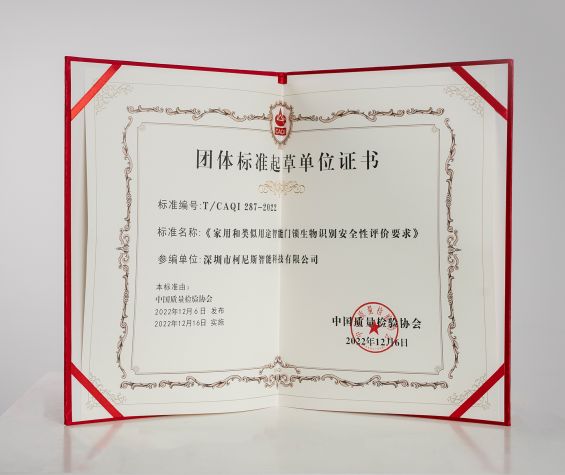 CAQI
团体标准起草单位证书
标准编号:T/CAQI 287-2022
标准名称:《家用和类似用途智能门锁生物识别安全性评价要求》
参编单位:深圳市柯尼斯智能科技有限公司
本标准由:
中国质量检验协会
2022年12月6日 发布
2022年12月16日 实施
中国质量检验协会
2022年12月6日